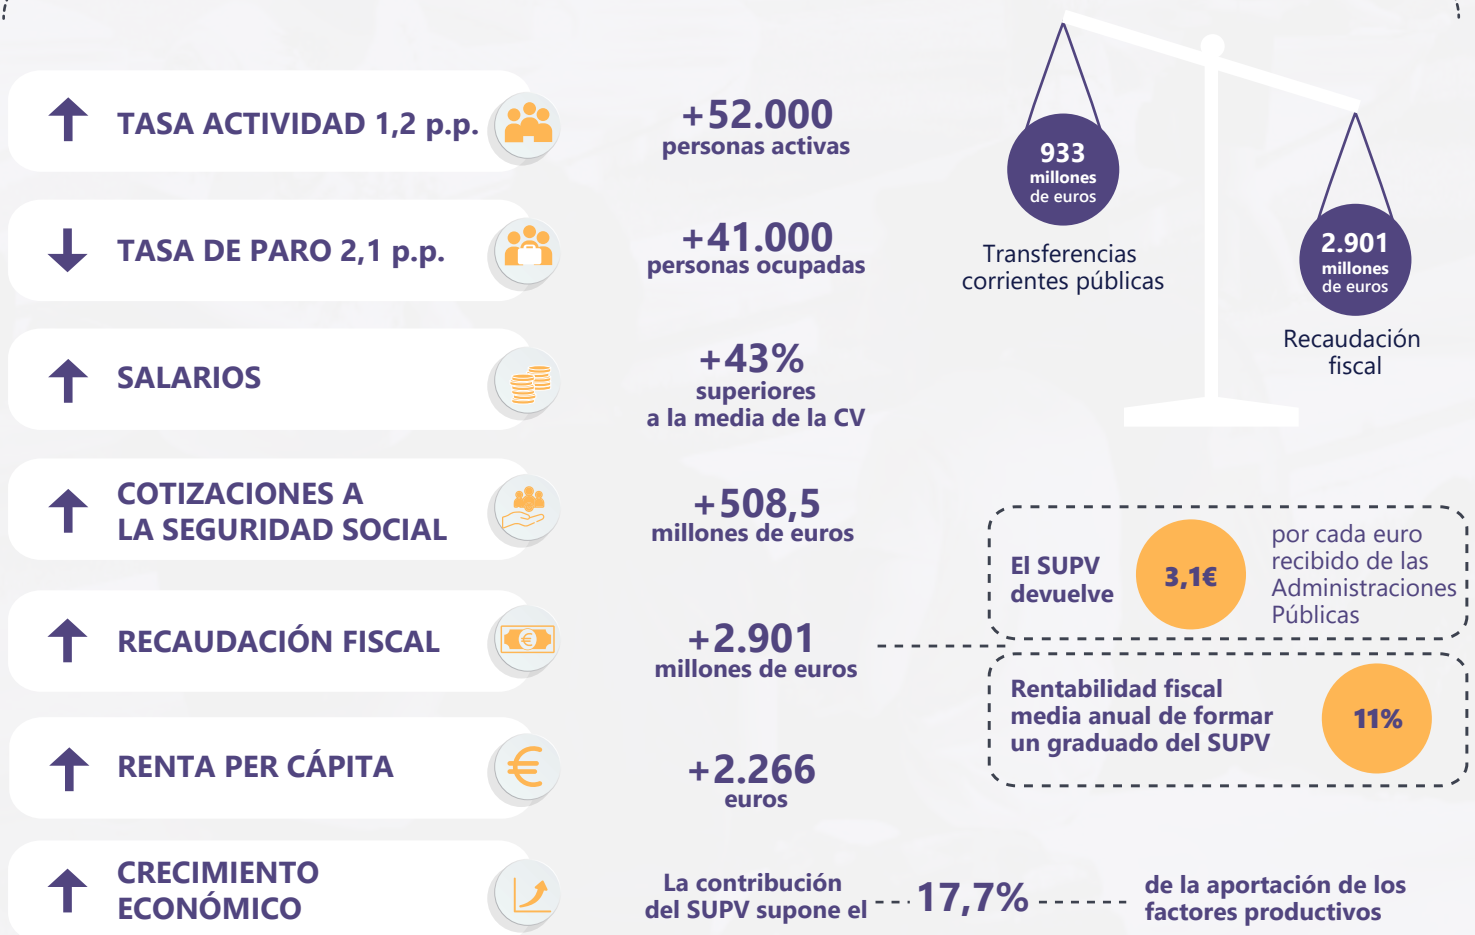 TASA ACTIVIDAD 1,2 p.p.
+52.000
personas activas
TASA DE PARO 2,1 p.p.
+41.000
personas ocupadas
SALARIOS
+43%
superiores
a la media de la CV
COTIZACIONES A
LA SEGURIDAD SOCIAL
+508,5
millones de euros
RECAUDACIÓN FISCAL
+2.901
millones de euros
RENTA PER CÁPITA
€
+2.266
euros
CRECIMIENTO
ECONÓMICO
La contribución
del SUPV supone el
17,7%
de la aportación de los
factores productivos
933
millones
de euros
Transferencias
corrientes públicas
2.901
millones
de euros
Recaudación
fiscal
El SUPV
devuelve
3,1€
por cada euro
recibido de las
Administraciones
Públicas
Rentabilidad fiscal
media anual de formar
un graduado del SUPV
11%